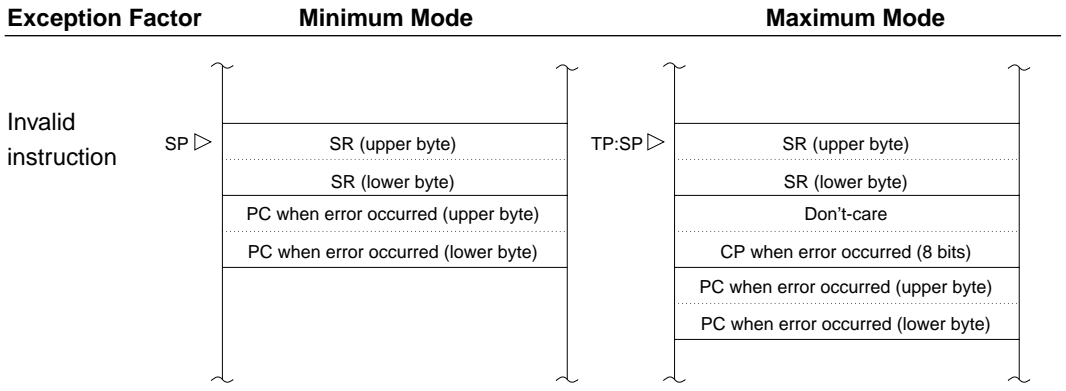 Exception Factor Minimum Mode Maximum Mode
Invalid
instruction
SP
SR (upper byte)
SR (lower byte)
PC when error occurred (upper byte)
PC when error occurred (lower byte)
TP:SP
SR (upper byte)
SR (lower byte)
Don't-care
CP when error occurred (8 bits)
PC when error occurred (upper byte)
PC when error occurred (lower byte)